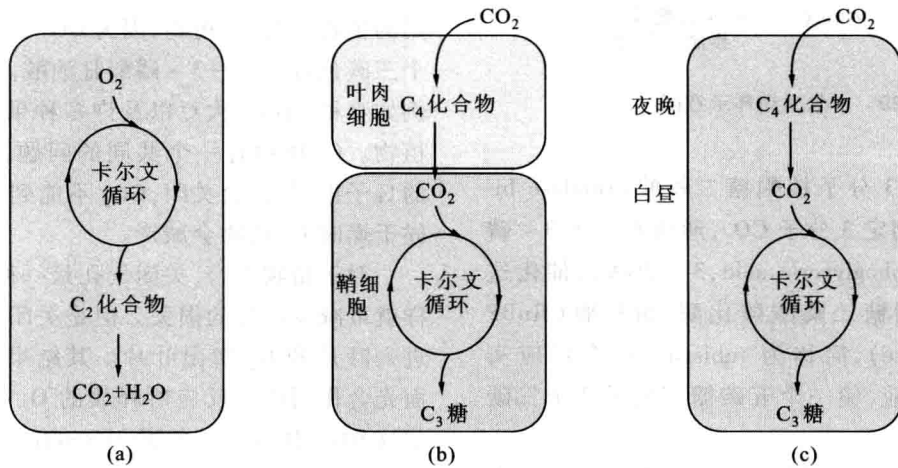 O₂
卡尔文
循环
C₂化合物
CO₂+H₂O
(a)
CO₂
叶肉
细胞
C₄化合物
CO₂
鞘细
胞
卡尔文
循环
C₃糖
(b)
CO₂
夜晚
C₄化合物
白昼
CO₂
卡尔文
循环
C₃糖
(c)